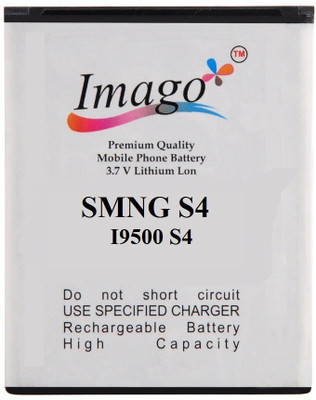 Imago TM
Premium Quality
Mobile Phone Battery
3.7 V Lithium Lon
SMNG S4
I9500 S4
Do not short circuit
USE SPECIFIED CHARGER
Rechargeable Battery
High Capacity